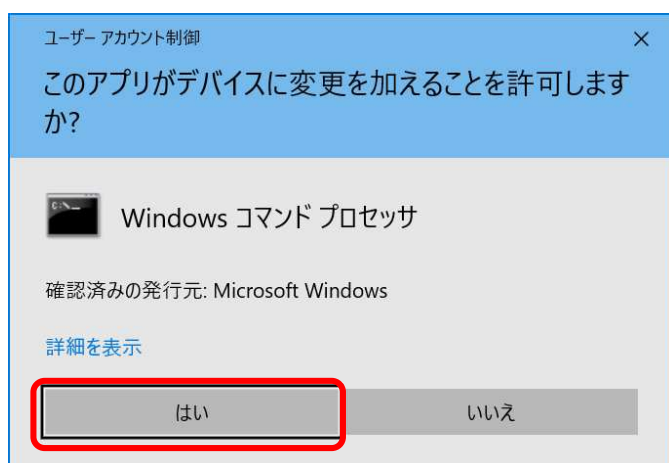 ユーザー アカウント制御
このアプリがデバイスに変更を加えることを許可します
か?
C:\_
Windows コマンド プロセッサ
確認済みの発行元: Microsoft Windows
詳細を表示
はい
いいえ